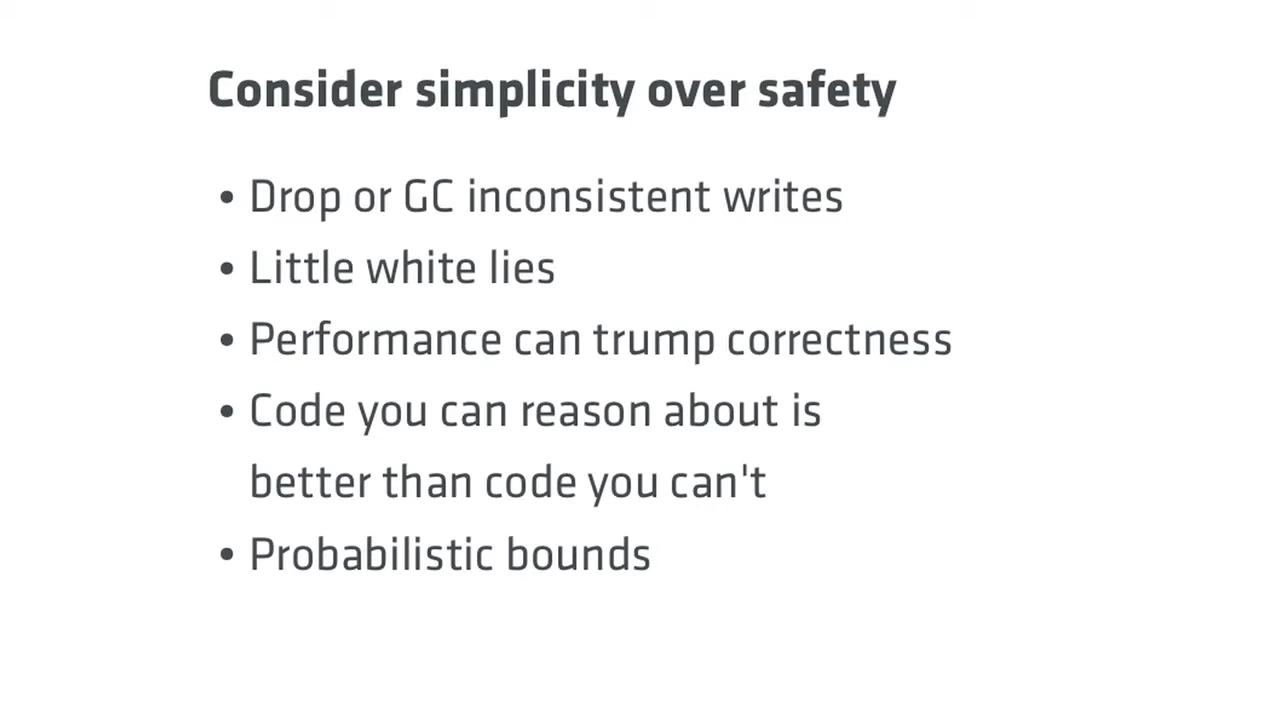 Consider simplicity over safety
• Drop or GC inconsistent writes
• Little white lies
• Performance can trump correctness
• Code you can reason about is
better than code you can't
• Probabilistic bounds